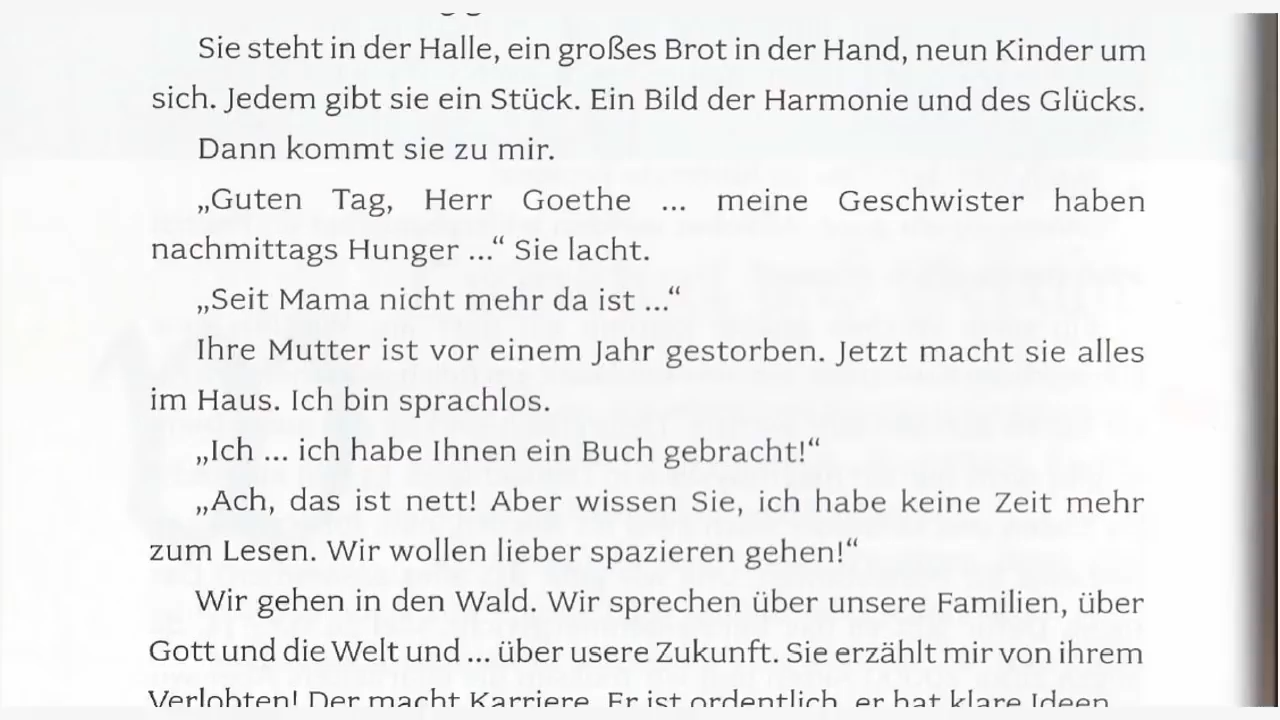 Sie steht in der Halle, ein großes Brot in der Hand, neun Kinder um
sich. Jedem gibt sie ein Stück. Ein Bild der Harmonie und des Glücks.
Dann kommt sie zu mir.
„Guten Tag, Herr Goethe ... meine Geschwister haben
nachmittags Hunger ...“ Sie lacht.
„Seit Mama nicht mehr da ist ...“
Ihre Mutter ist vor einem Jahr gestorben. Jetzt macht sie alles
im Haus. Ich bin sprachlos.
„Ich ... ich habe Ihnen ein Buch gebracht!“
„Ach, das ist nett! Aber wissen Sie, ich habe keine Zeit mehr
zum Lesen. Wir wollen lieber spazieren gehen!“
Wir gehen in den Wald. Wir sprechen über unsere Familien, über
Gott und die Welt und ... über usere Zukunft. Sie erzählt mir von ihrem
Verlobten! Der macht Karriere. Er ist ordentlich, er hat klare Ideen